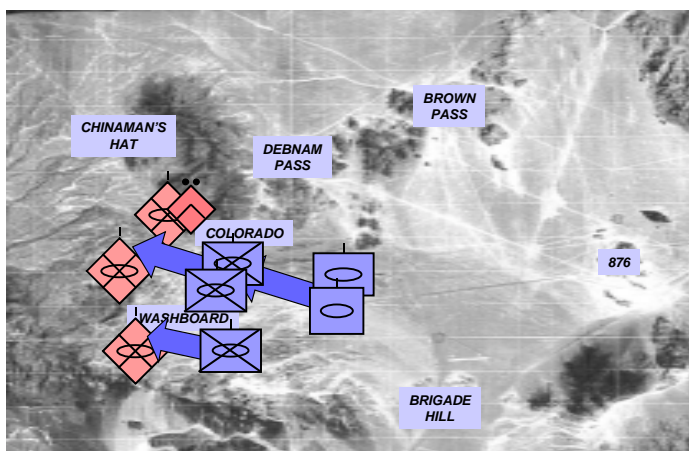 BROWN
PASS
CHINAMAN'S
HAT
DEBNAM
PASS
COLORADO
876
WASHBOARD
BRIGADE
HILL